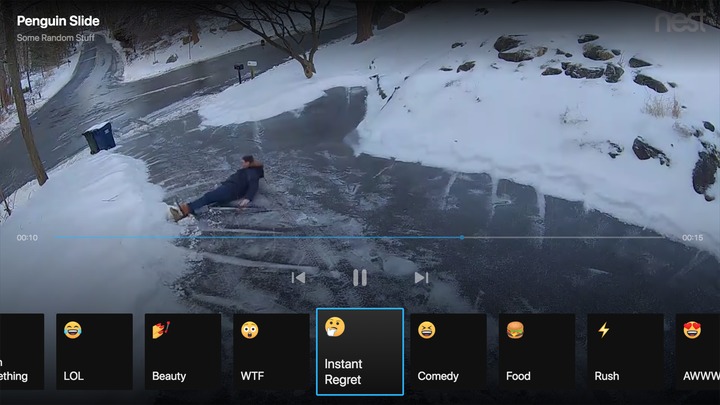 Penguin Slide
Some Random Stuff
nest
00:10
00:15
ething
LOL
Beauty
WTF
Instant
Regret
Comedy
Food
Rush
AWWW